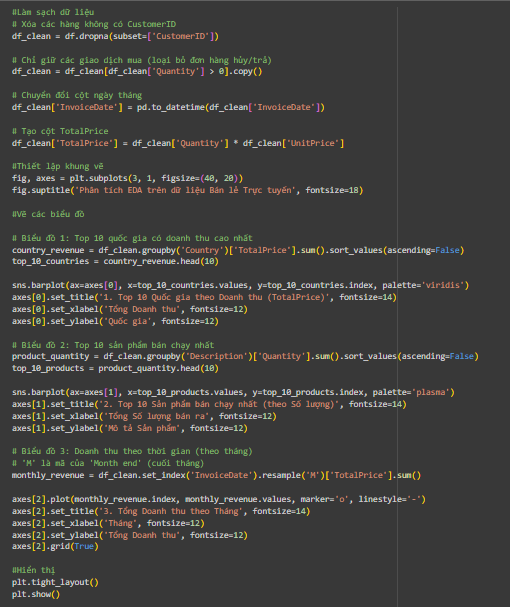 #Làm sạch dữ liệu
# Xóa các hàng không có CustomerID
df_clean = df.dropna(subset=['CustomerID'])
# Chỉ giữ các giao dịch mua (loại bỏ đơn hàng hủy/trả)
df_clean = df_clean[df_clean['Quantity'] > 0].copy()
# Chuyển đổi cột ngày tháng
df_clean['InvoiceDate'] = pd.to_datetime(df_clean['InvoiceDate'])
# Tạo cột TotalPrice
df_clean['TotalPrice'] = df_clean['Quantity'] * df_clean['UnitPrice']
#Thiết lập khung vẽ
fig, axes = plt.subplots(3, 1, figsize=(40, 20))
fig.suptitle('Phân tích EDA trên dữ liệu Bán lẻ Trực tuyến', fontsize=18)
#Vẽ các biểu đồ
# Biểu đồ 1: Top 10 quốc gia có doanh thu cao nhất
country_revenue = df_clean.groupby('Country')['TotalPrice'].sum().sort_values(ascending=False)
top_10_countries = country_revenue.head(10)
sns.barplot(ax=axes[0], x=top_10_countries.values, y=top_10_countries.index, palette='viridis')
axes[0].set_title('1. Top 10 Quốc gia theo Doanh thu (TotalPrice)', fontsize=14)
axes[0].set_xlabel('Tổng Doanh thu', fontsize=12)
axes[0].set_ylabel('Quốc gia', fontsize=12)
# Biểu đồ 2: Top 10 sản phẩm bán chạy nhất
product_quantity = df_clean.groupby('Description')['Quantity'].sum().sort_values(ascending=False)
top_10_products = product_quantity.head(10)
sns.barplot(ax=axes[1], x=top_10_products.values, y=top_10_products.index, palette='plasma')
axes[1].set_title('2. Top 10 Sản phẩm bán chạy nhất (theo Số lượng)', fontsize=14)
axes[1].set_xlabel('Tổng Số lượng bán ra', fontsize=12)
axes[1].set_ylabel('Mô tả Sản phẩm', fontsize=12)
# Biểu đồ 3: Doanh thu theo thời gian (theo tháng)
# 'M' là mã của 'Month end' (cuối tháng)
monthly_revenue = df_clean.set_index('InvoiceDate').resample('M')['TotalPrice'].sum()
axes[2].plot(monthly_revenue.index, monthly_revenue.values, marker='o', linestyle='-')
axes[2].set_title('3. Tổng Doanh thu theo Tháng', fontsize=14)
axes[2].set_xlabel('Tháng', fontsize=12)
axes[2].set_ylabel('Tổng Doanh thu', fontsize=12)
axes[2].grid(True)
#Hiển thị
plt.tight_layout()
plt.show()